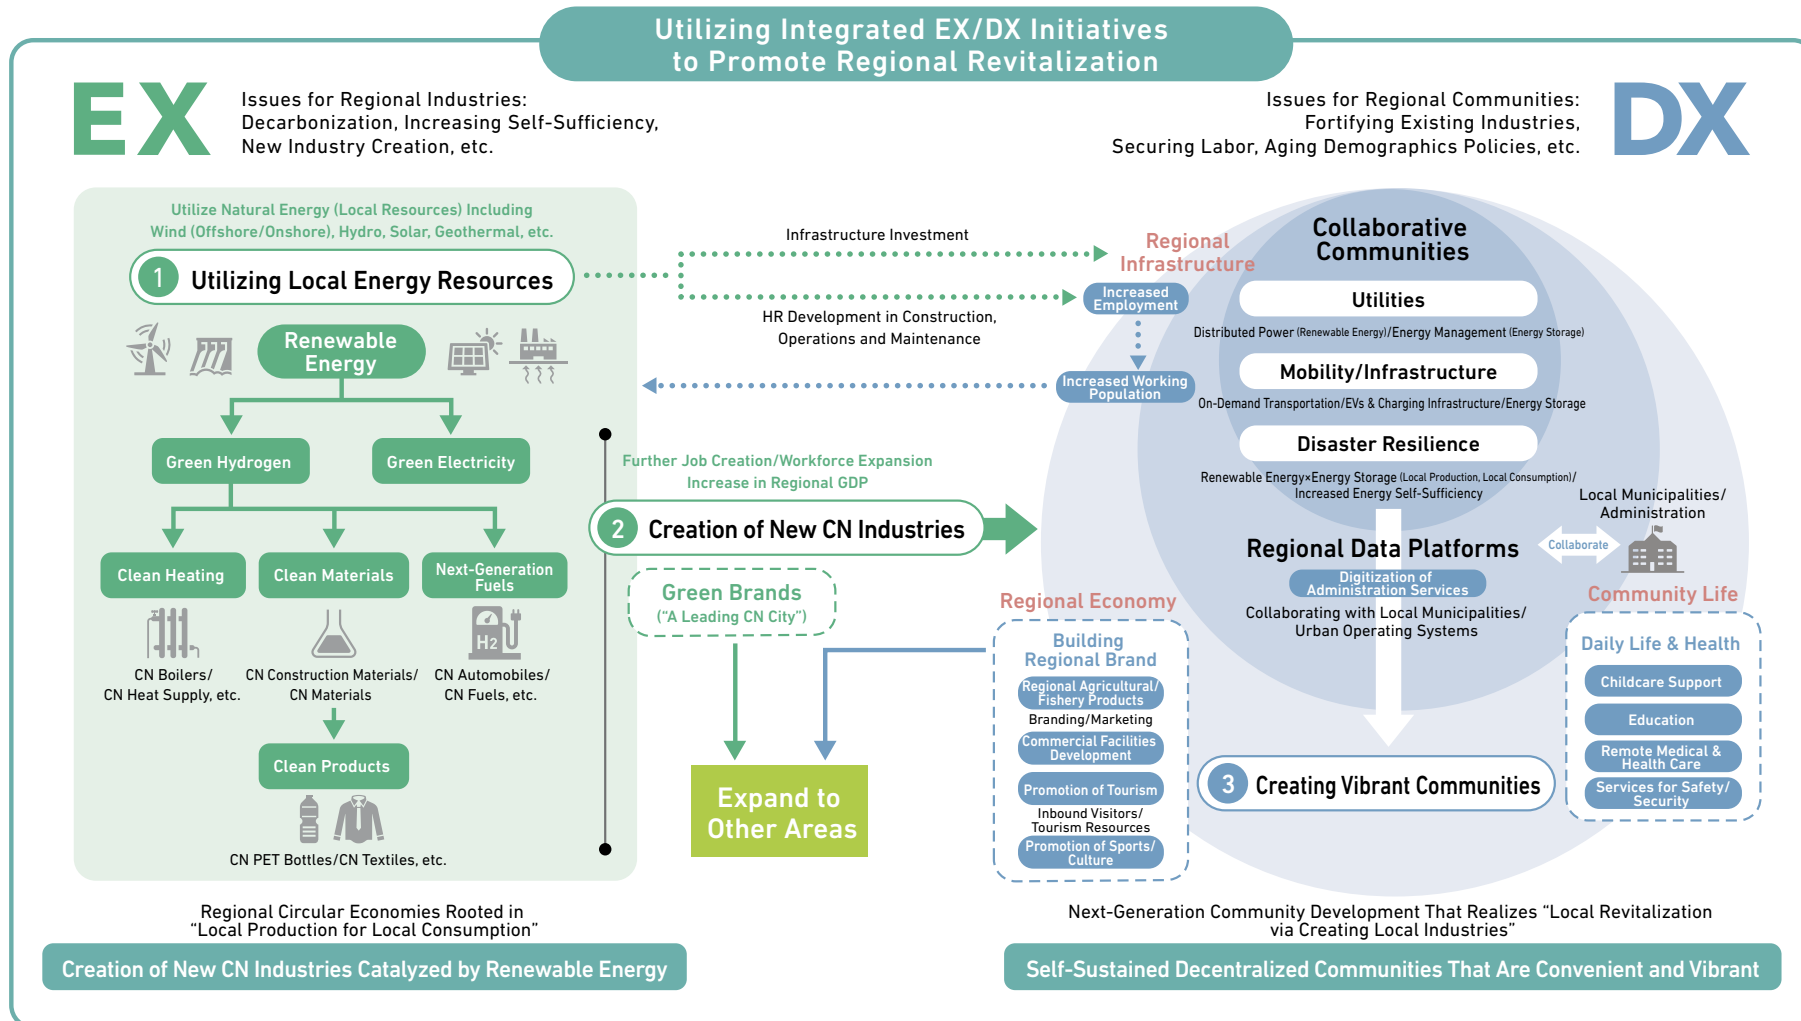 Utilizing Integrated EX/DX Initiatives
to Promote Regional Revitalization
EX
Issues for Regional Industries:
Decarbonization, Increasing Self-Sufficiency,
New Industry Creation, etc.
Issues for Regional Communities:
Fortifying Existing Industries,
Securing Labor, Aging Demographics Policies, etc.
DX
Utilize Natural Energy (Local Resources) Including
Wind (Offshore/Onshore), Hydro, Solar, Geothermal, etc.
1 Utilizing Local Energy Resources
Renewable
Energy
Green Hydrogen
Green Electricity
Clean Heating
Clean Materials
Next-Generation
Fuels
H2
CN Boilers/
CN Heat Supply, etc.
CN Construction Materials/
CN Materials
CN Automobiles/
CN Fuels, etc.
Clean Products
CN PET Bottles/CN Textiles, etc.
Infrastructure Investment
HR Development in Construction,
Operations and Maintenance
Regional
Infrastructure
Increased
Employment
Increased Working
Population
Further Job Creation/Workforce Expansion
Increase in Regional GDP
2 Creation of New CN Industries
Green Brands
(“A Leading CN City”)
Expand to
Other Areas
Collaborative
Communities
Utilities
Distributed Power (Renewable Energy)/Energy Management (Energy Storage)
Mobility/Infrastructure
On-Demand Transportation/EVs & Charging Infrastructure/Energy Storage
Disaster Resilience
Renewable Energy×Energy Storage (Local Production, Local Consumption)/
Increased Energy Self-Sufficiency
Local Municipalities/
Administration
Collaborate
Regional Data Platforms
Digitization of
Administration Services
Collaborating with Local Municipalities/
Urban Operating Systems
Regional Economy
Building
Regional Brand
Regional Agricultural/
Fishery Products
Branding/Marketing
Commercial Facilities
Development
Promotion of Tourism
Inbound Visitors/
Tourism Resources
Promotion of Sports/
Culture
Community Life
Daily Life & Health
Childcare Support
Education
Remote Medical &
Health Care
Services for Safety/
Security
3 Creating Vibrant Communities
Regional Circular Economies Rooted in
“Local Production for Local Consumption”
Creation of New CN Industries Catalyzed by Renewable Energy
Next-Generation Community Development That Realizes “Local Revitalization
via Creating Local Industries”
Self-Sustained Decentralized Communities That Are Convenient and Vibrant